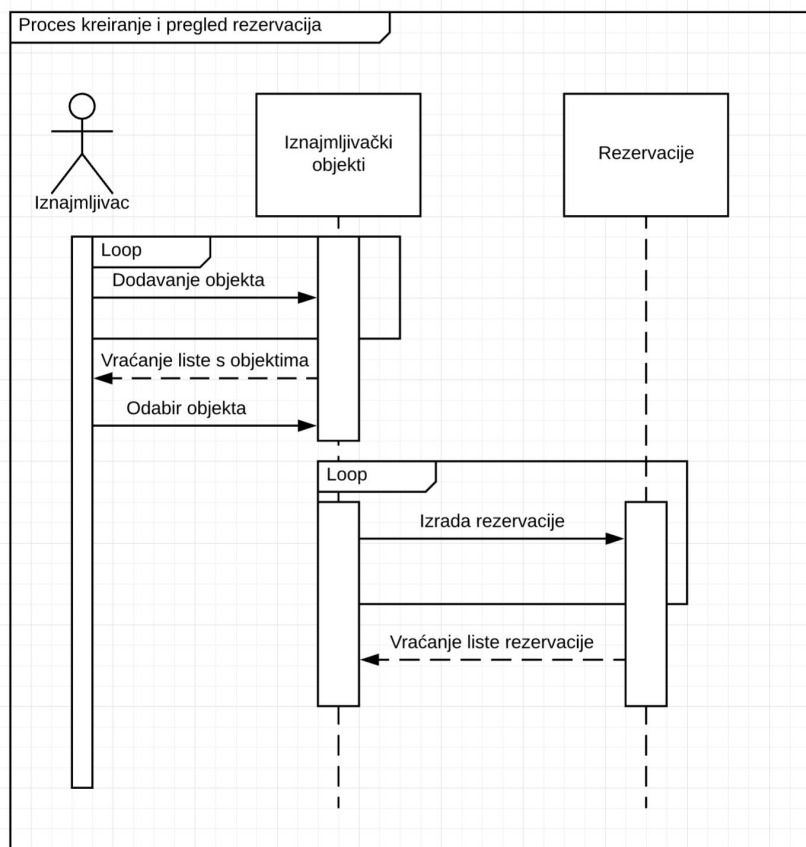 Proces kreiranje i pregled rezervacija
Iznajmljivac
Iznajmljivački
objekti
Rezervacije
Loop
Dodavanje objekta
Vraćanje liste s objektima
Odabir objekta
Loop
Izrada rezervacije
Vraćanje liste rezervacije